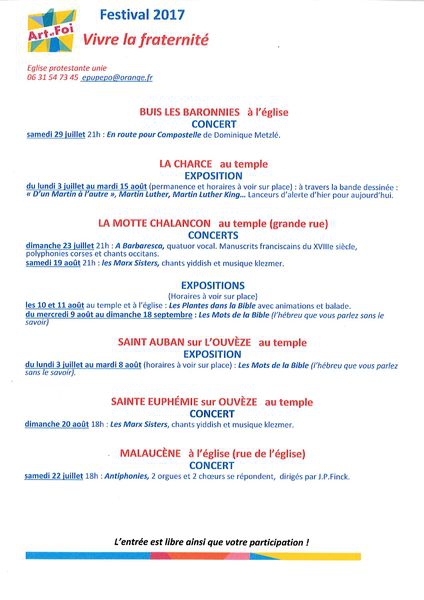 Art et Foi
Festival 2017
Vivre la fraternité
Eglise protestante unie
06 31 54 73 45 epupepo@orange.fr
BUIS LES BARONNIES à l'église
CONCERT
samedi 29 juillet 21h : En route pour Compostelle de Dominique Metzlé.
LA CHARCE au temple
EXPOSITION
du lundi 3 juillet au mardi 15 août (permanence et horaires à voir sur place) : à travers la bande dessinée :
« D'un Martin à l'autre », Martin Luther, Martin Luther King... Lanceurs d'alerte d'hier pour aujourd'hui.
LA MOTTE CHALANCON au temple (grande rue)
CONCERTS
dimanche 23 juillet 21h : A Barbaresca, quatuor vocal. Manuscrits franciscains du XVIIIe siècle,
polyphonies corses et chants occitans.
samedi 19 août 21h : les Marx Sisters, chants yiddish et musique klezmer.
EXPOSITIONS
(Horaires à voir sur place)
les 10 et 11 août au temple et à l'église : Les Plantes dans la Bible avec animations et balade.
du mercredi 9 août au dimanche 18 septembre : Les Mots de la Bible (l'hébreu que vous parlez sans le
savoir)
SAINT AUBAN sur L'OUVÈZE au temple
EXPOSITION
du lundi 3 juillet au mardi 8 août (horaires à voir sur place) : Les Mots de la Bible (l'hébreu que vous parlez
sans le savoir).
SAINTE EUPHÉMIE sur OUVÈZE au temple
CONCERT
dimanche 20 août 18h : Les Marx Sisters, chants yiddish et musique klezmer.
MALAUCÈNE à l'église (rue de l'église)
CONCERT
samedi 22 juillet 18h : Antiphonies, 2 orgues et 2 chœurs se répondent, dirigés par J.P.Finck.
L'entrée est libre ainsi que votre participation !